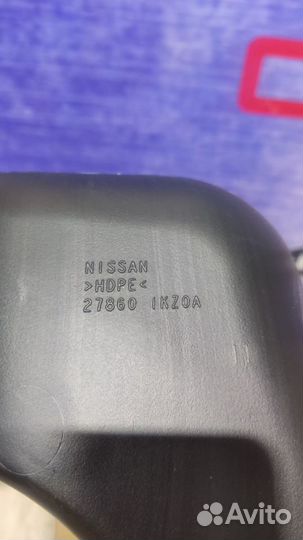 NISSAN
>HDPE<
27860 1KZ0A
Avito